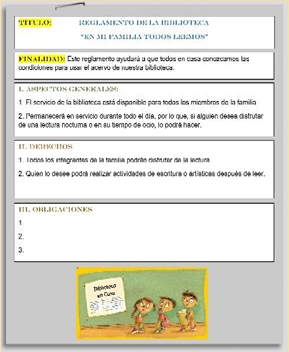 TITULO: REGLAMENTO DE LA BIBLIOTECA
"EN MI FAMILIA TODOS LEEMOS"
FINALIDAD: Este reglamento ayudará a que todos en casa conozcamos las
condiciones para usar el acervo de nuestra biblioteca.
I. ASPECTOS GENERALES:
1 El servicio de la biblioteca está disponible para todos los miembros de la familia
2. Permanecerá en servicio durante todo el día, por lo que, si alguien desea disfrutar
de una lectura nocturna o en su tiempo de ocio, lo podrá hacer.
II. DERECHOS
1. Todos los integrantes de la familia podrán disfrutar de la lectura
2. Quien lo desee podrá realizar actividades de escritura o artísticas después de leer.
III. OBLIGACIONES
1
2.
3.
Biblioteca
en Casa